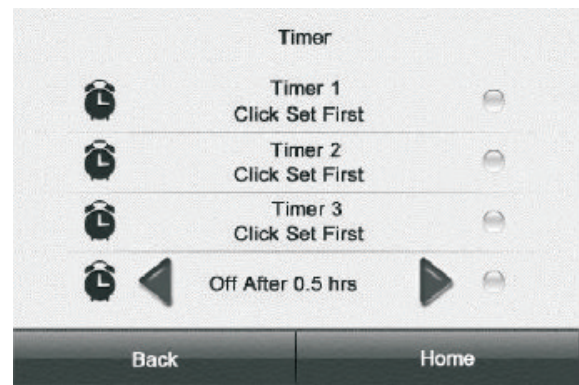 Timer
Timer 1
Click Set First
Timer 2
Click Set First
Timer 3
Click Set First
Off After 0.5 hrs
Back Home